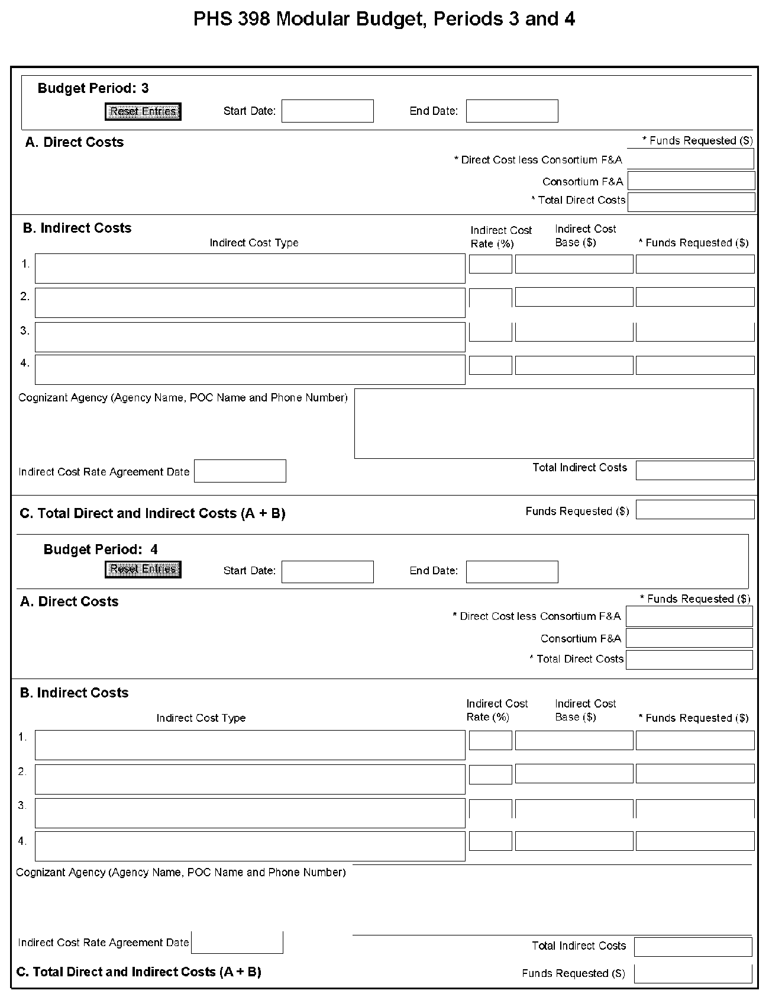 PHS 398 Modular Budget, Periods 3 and 4
Budget Period: 3
Reset Entries Start Date: End Date:
A. Direct Costs * Funds Requested ($)
* Direct Cost less Consortium F&A
Consortium F&A
* Total Direct Costs
B. Indirect Costs
Indirect Cost Type Indirect Cost Rate (%) Indirect Cost Base ($) * Funds Requested ($)
1.
2.
3.
4.
Cognizant Agency (Agency Name, POC Name and Phone Number)
Indirect Cost Rate Agreement Date Total Indirect Costs
C. Total Direct and Indirect Costs (A + B) Funds Requested ($)
Budget Period: 4
Reset Entries Start Date: End Date:
A. Direct Costs * Funds Requested ($)
* Direct Cost less Consortium F&A
Consortium F&A
* Total Direct Costs
B. Indirect Costs
Indirect Cost Type Indirect Cost Rate (%) Indirect Cost Base ($) * Funds Requested ($)
1.
2.
3.
4.
Cognizant Agency (Agency Name, POC Name and Phone Number)
Indirect Cost Rate Agreement Date Total Indirect Costs
C. Total Direct and Indirect Costs (A + B) Funds Requested ($)